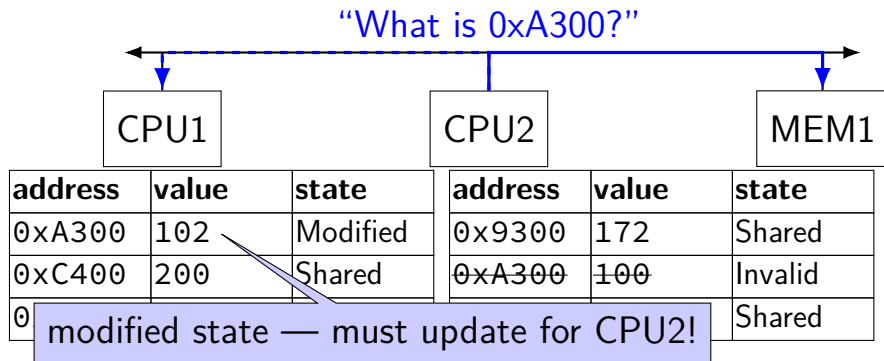 “What is 0xA300?”
CPU1 CPU2 MEM1
address value state address value state
0xA300 102 Modified 0x9300 172 Shared
0xC400 200 Shared 0xA300 100 Invalid
0 Shared
modified state — must update for CPU2!